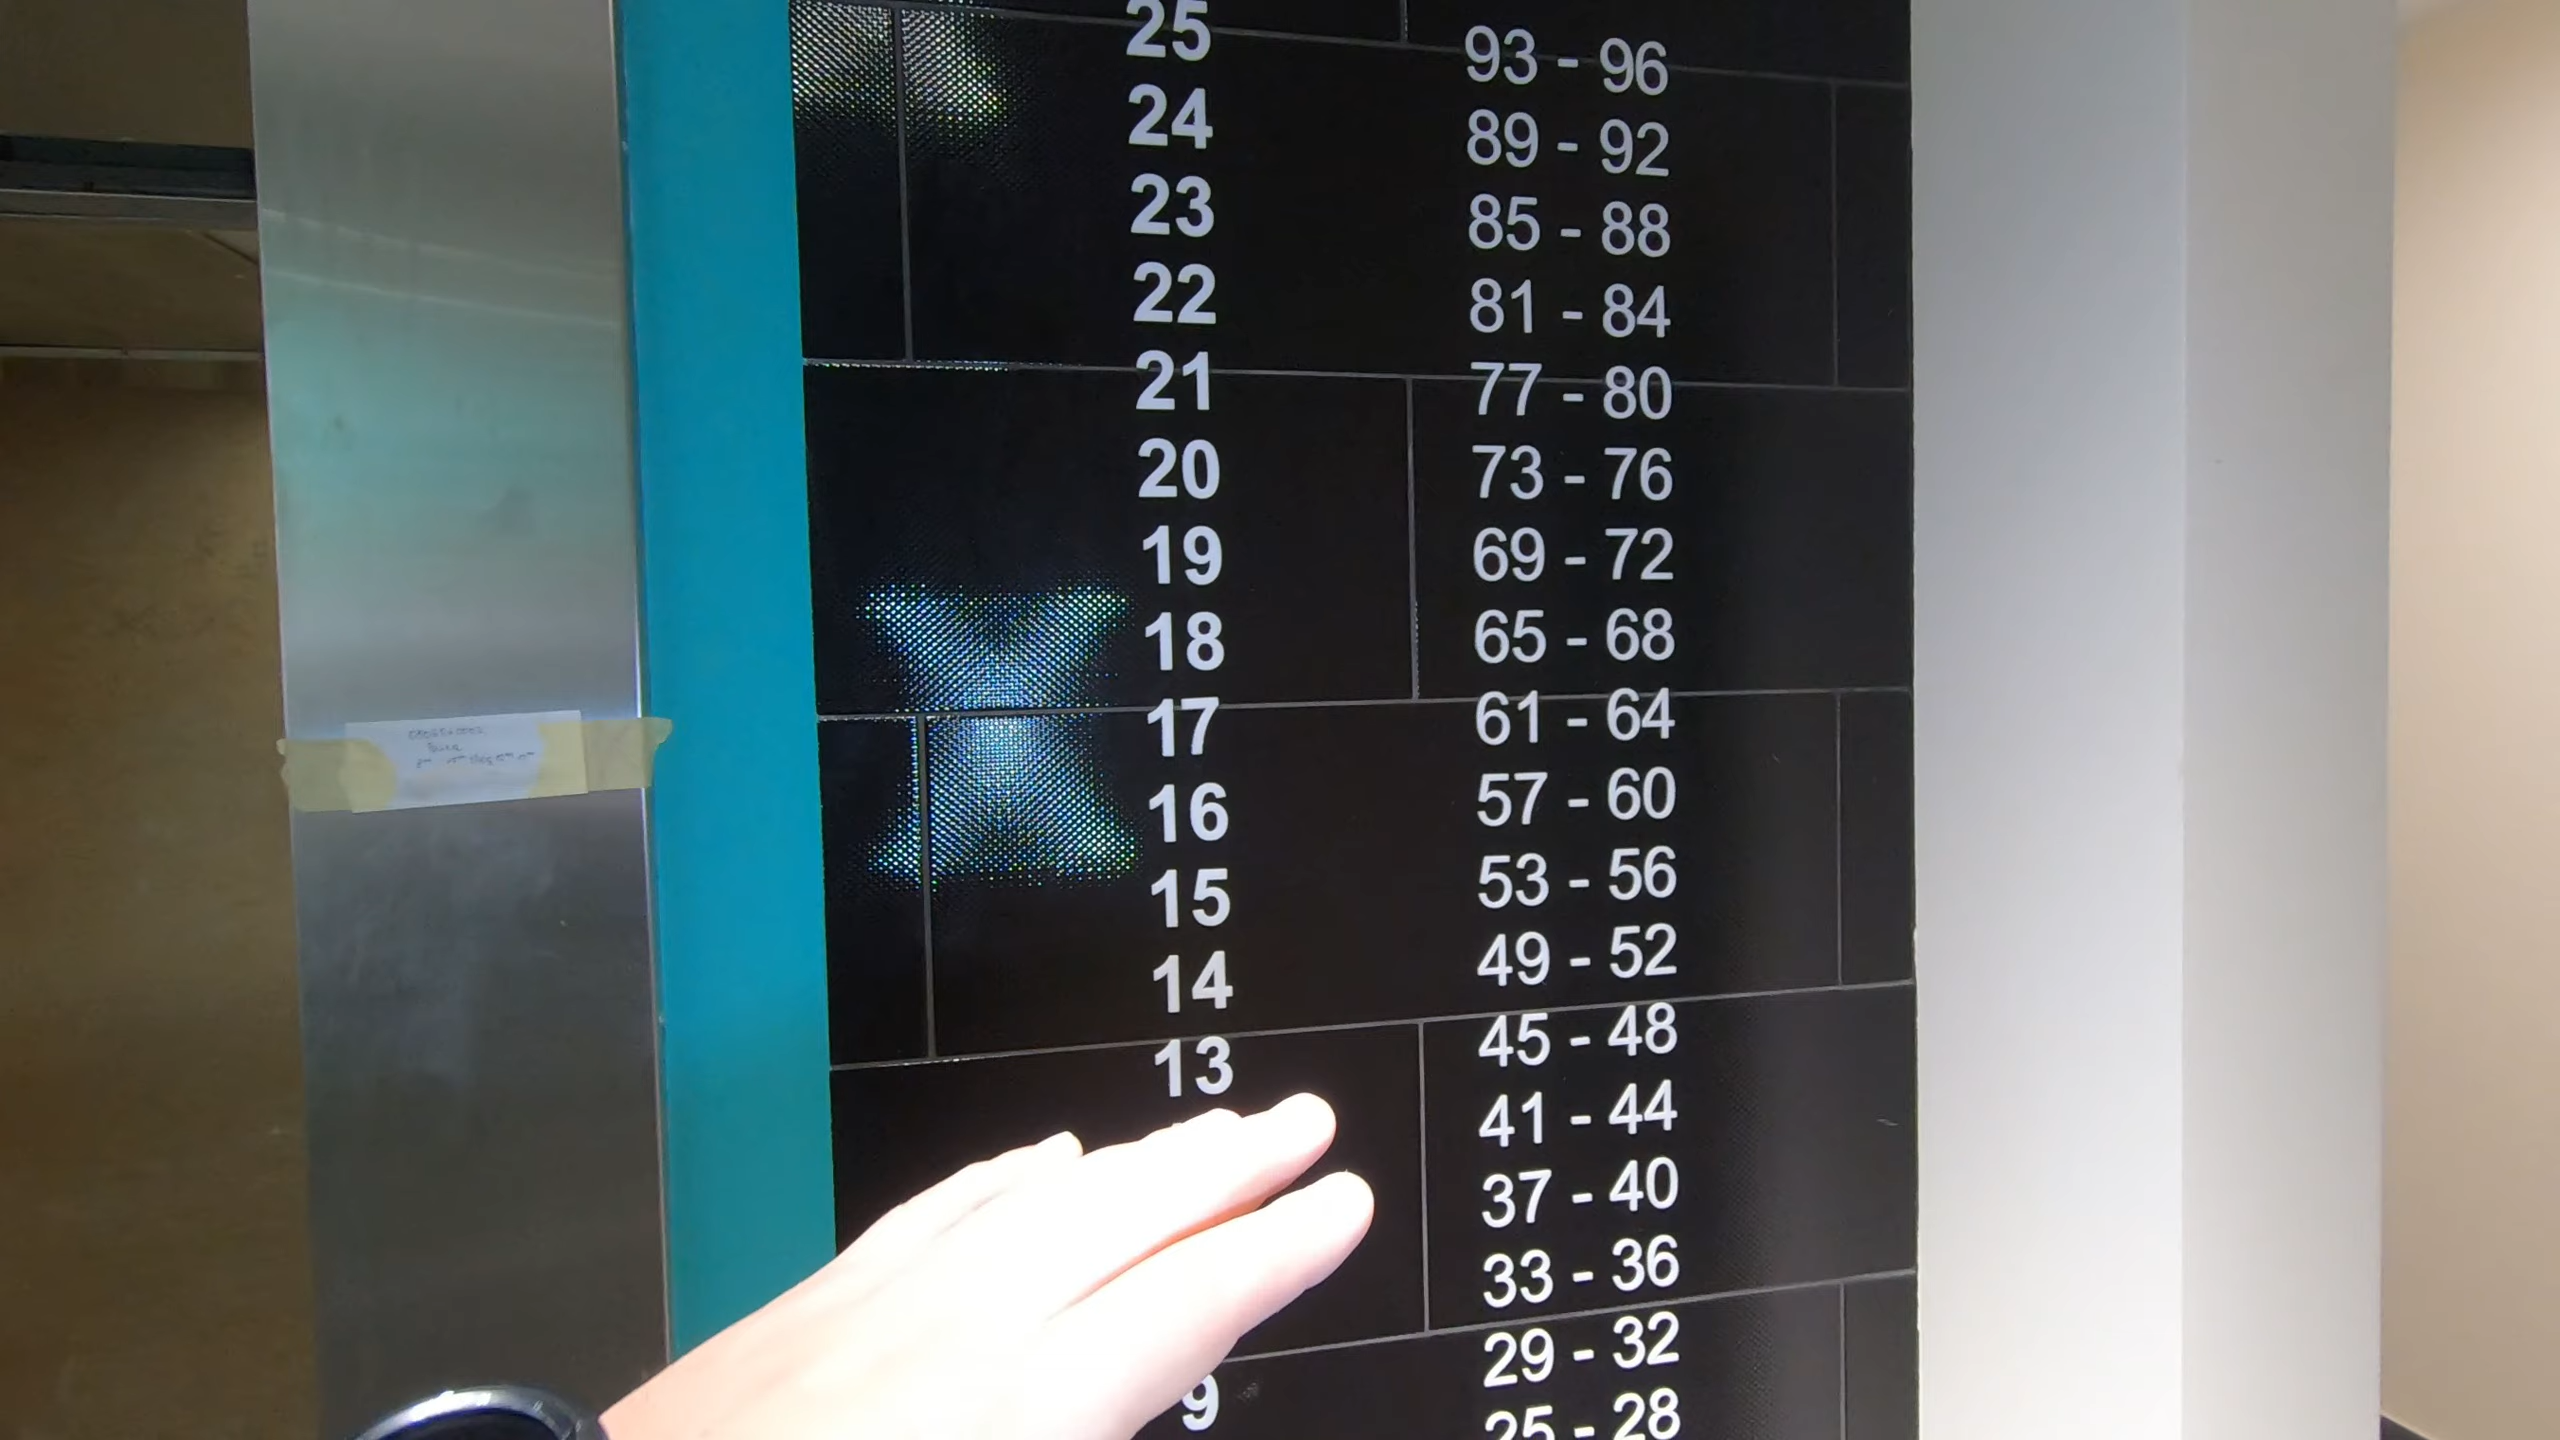 25 93 - 96
24 89 - 92
23 85 - 88
22 81 - 84
21 77 - 80
20 73 - 76
19 69 - 72
18 65 - 68
17 61 - 64
16 57 - 60
15 53 - 56
14 49 - 52
13 45 - 48
41 - 44
37 - 40
33 - 36
9 29 - 32
25 - 28